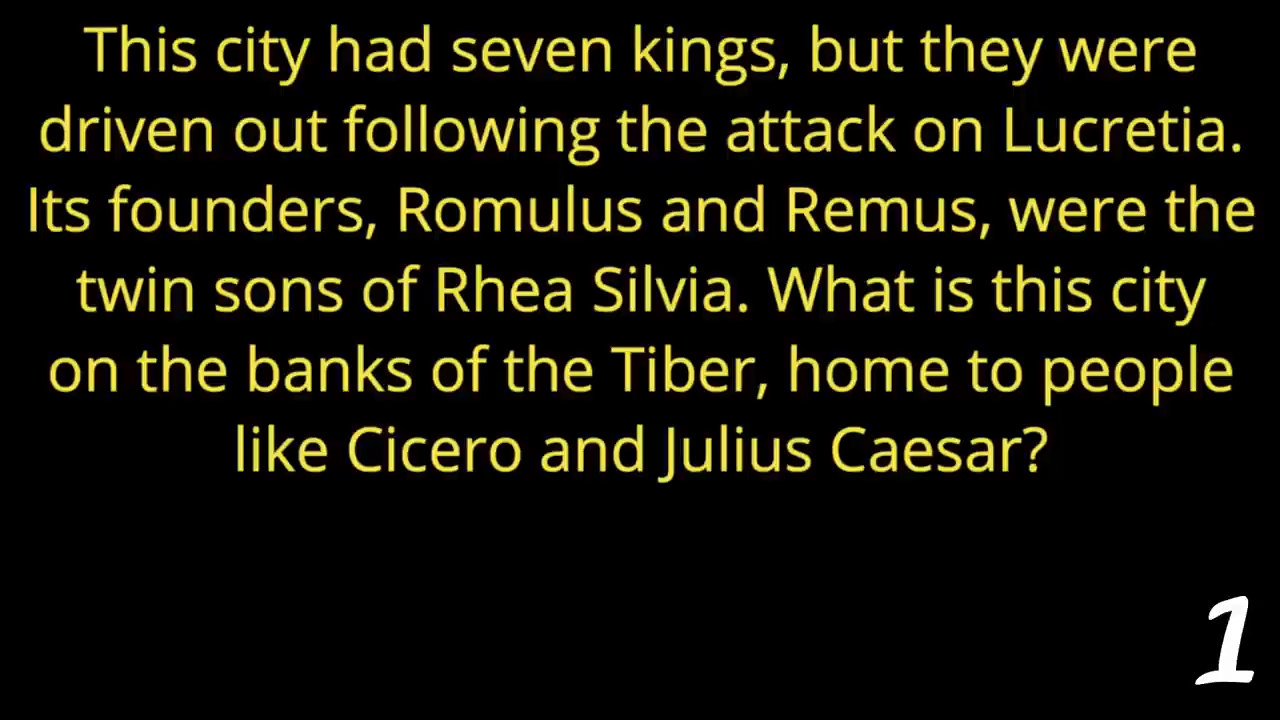 This city had seven kings, but they were
driven out following the attack on Lucretia.
Its founders, Romulus and Remus, were the
twin sons of Rhea Silvia. What is this city
on the banks of the Tiber, home to people
like Cicero and Julius Caesar?
1